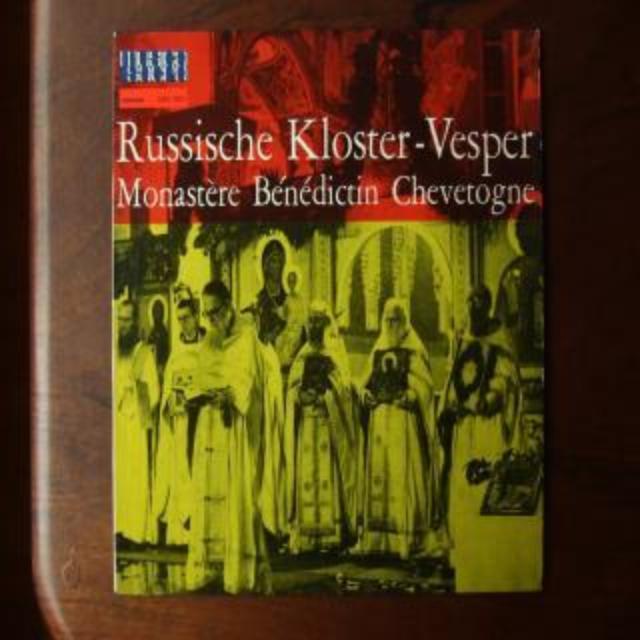 Russische Kloster-Vesper
Monastère Bénédictin Chevetogne